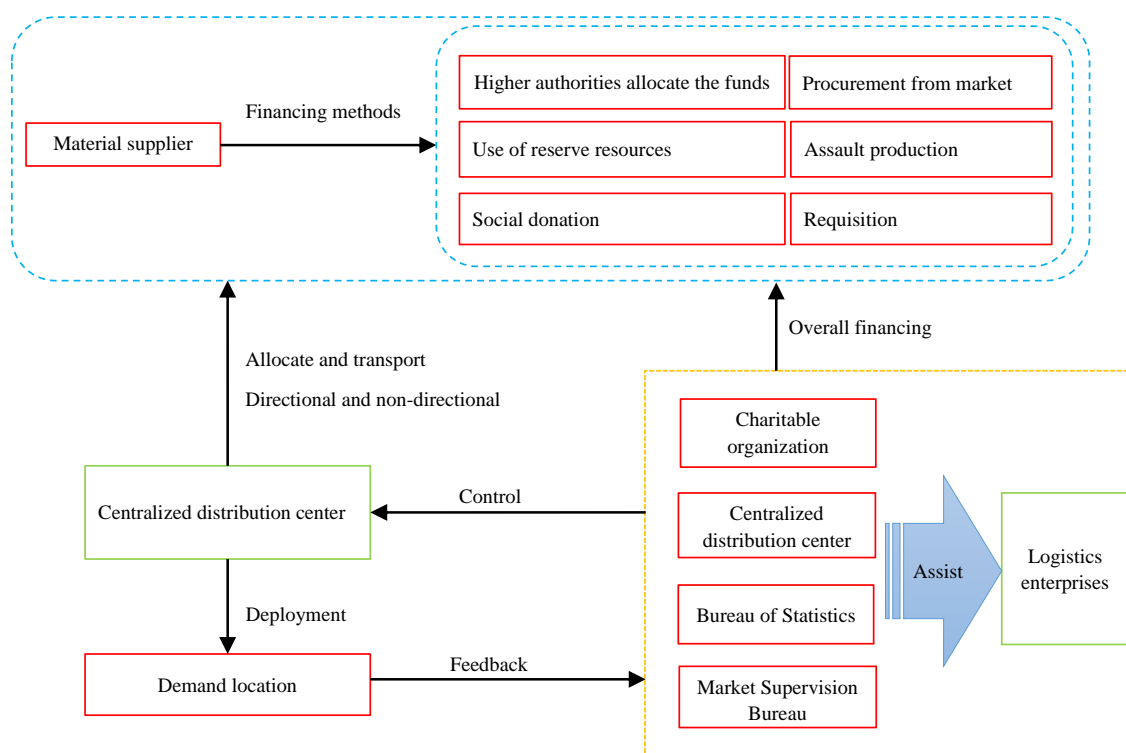 Higher authorities allocate the funds
Procurement from market
Financing methods
Material supplier
Use of reserve resources
Assault production
Social donation
Requisition
Overall financing
Allocate and transport
Directional and non-directional
Charitable
organization
Control
Centralized distribution center
Centralized
distribution center
Assist
Logistics
enterprises
Deployment
Bureau of Statistics
Feedback
Demand location
Market Supervision
Bureau